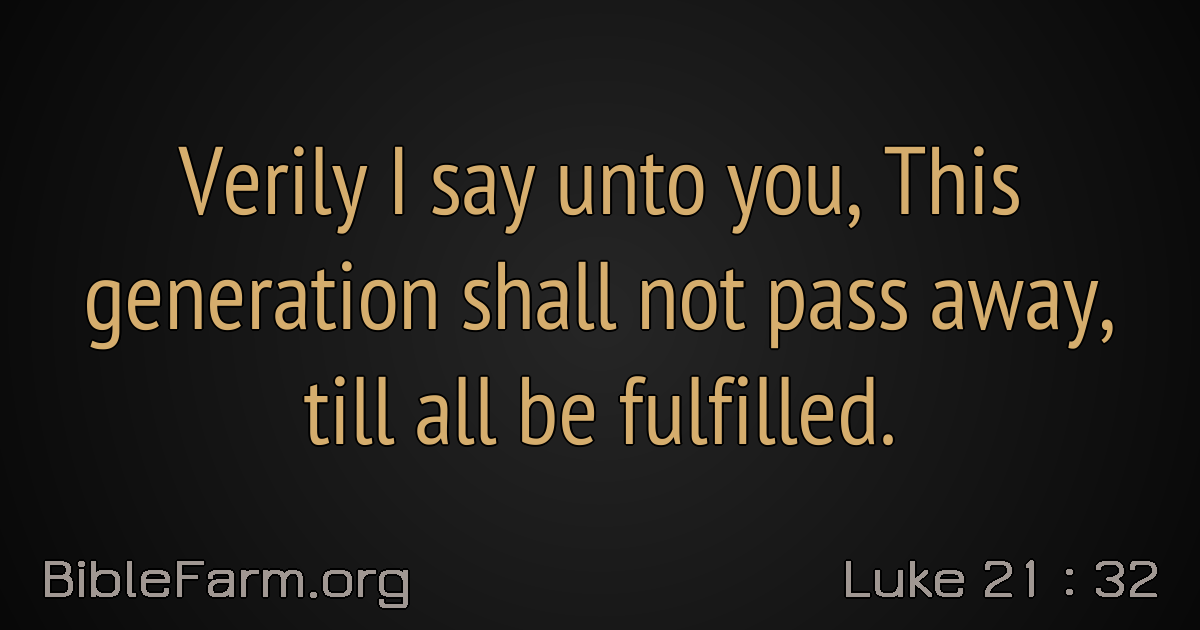 Verily I say unto you, This
generation shall not pass away,
till all be fulfilled.
BibleFarm.org
Luke 21 : 32